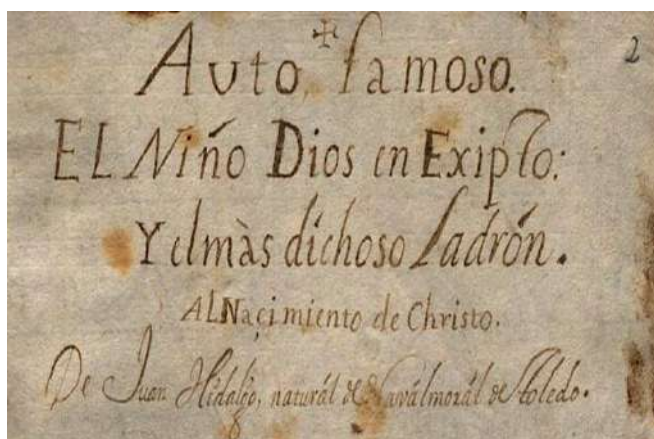 Auto, famoso.
2
EL Niño Dios en Exipto:
Y el màs dichoso Ladrón.
AL Naçimiento de Christo.
De Juan Hidalgo, naturál de Naválmorál de Toledo.